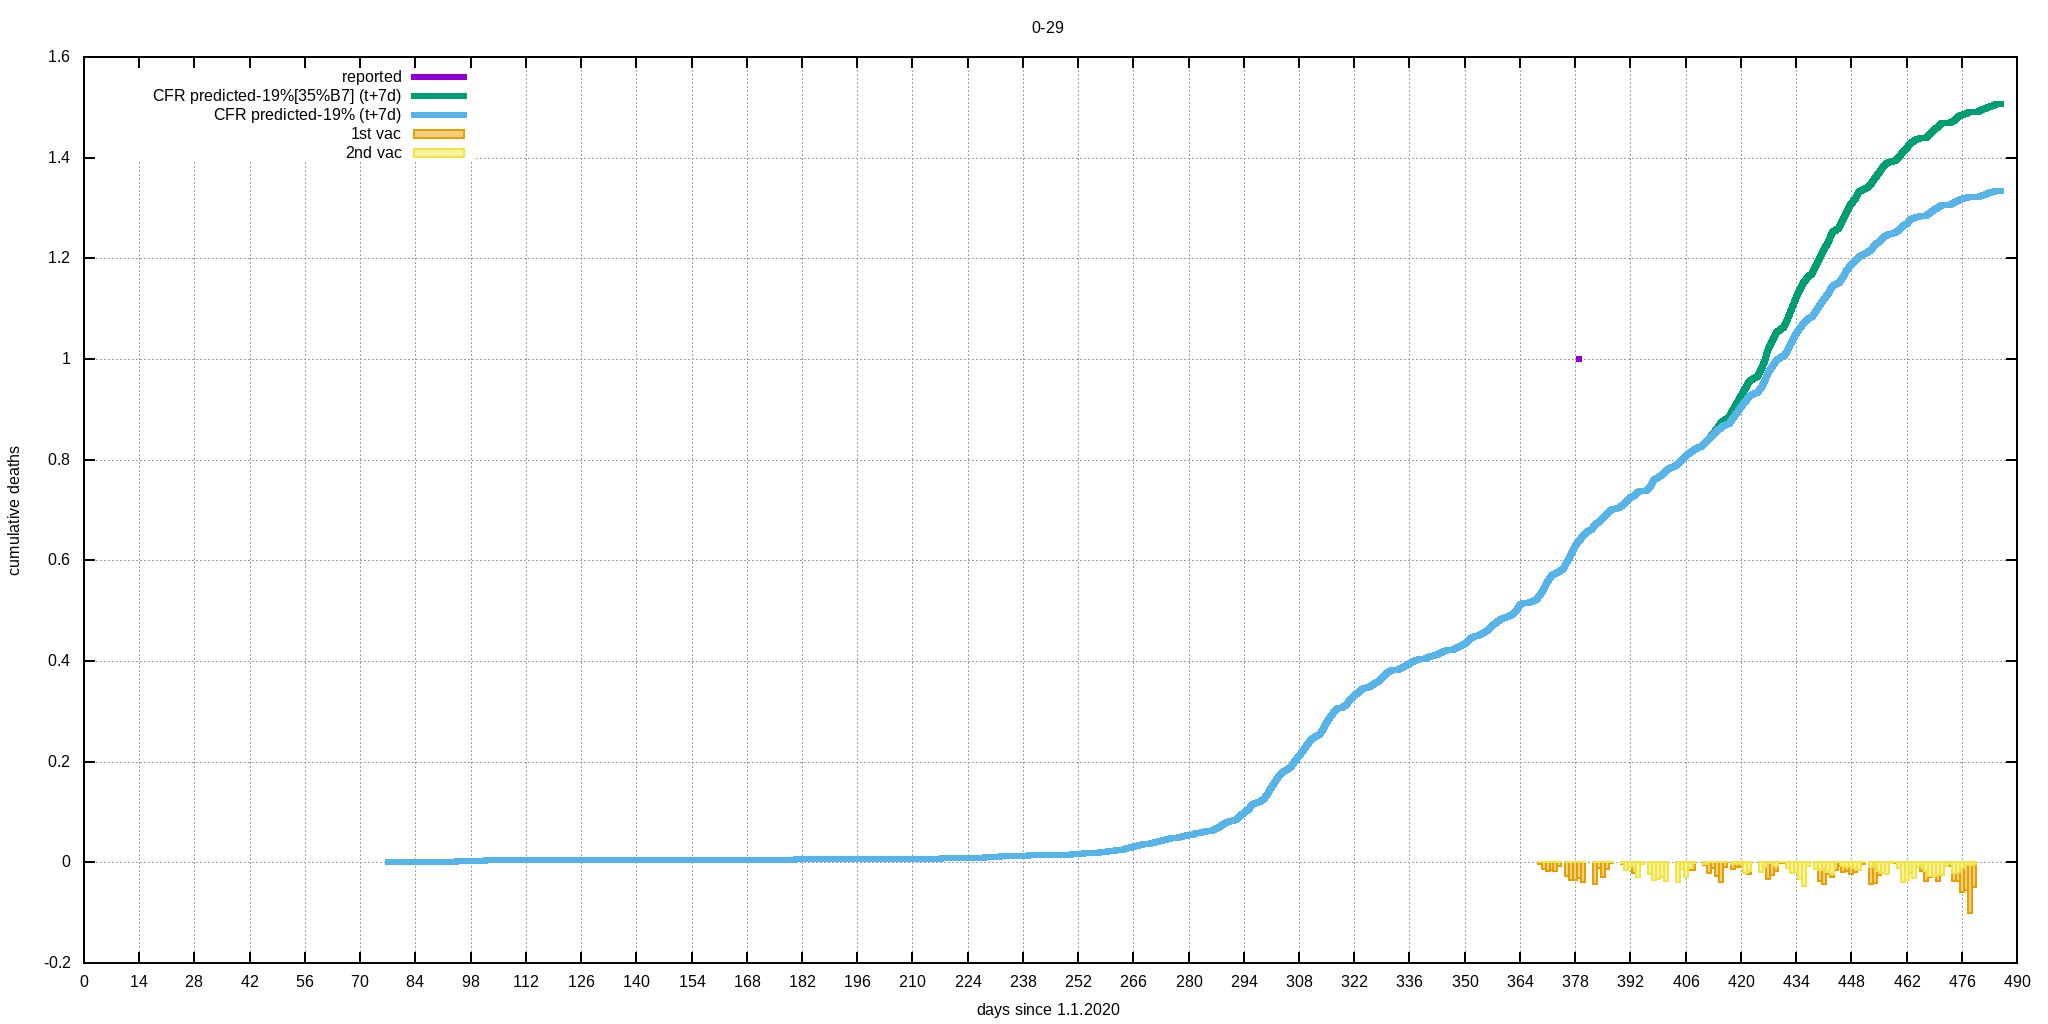 0-29
reported
CFR predicted-19%[35%B7] (t+7d)
CFR predicted-19% (t+7d)
1st vac
2nd vac
1.6
1.4
1.2
1
0.8
0.6
0.4
0.2
0
-0.2
cumulative deaths
0 14 28 42 56 70 84 98 112 126 140 154 168 182 196 210 224 238 252 266 280 294 308 322 336 350 364 378 392 406 420 434 448 462 476 490
days since 1.1.2020